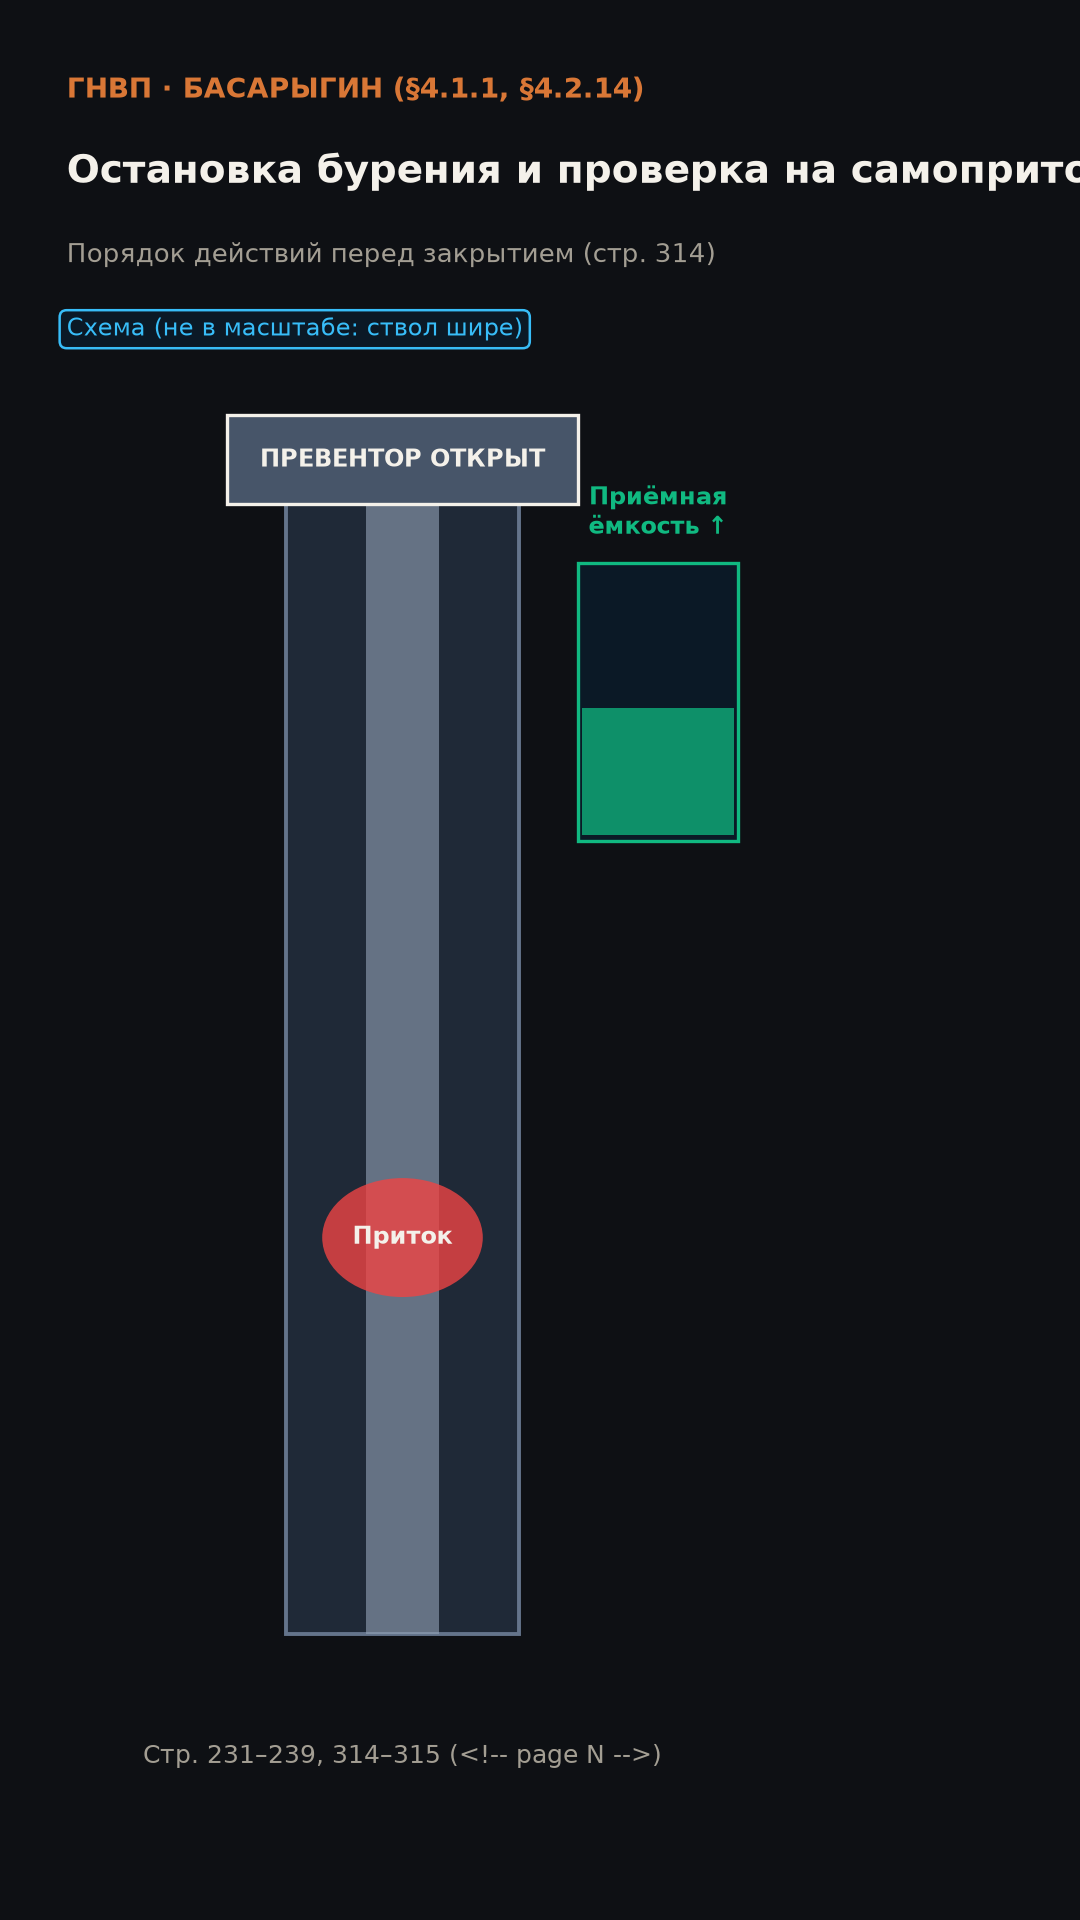 ГНВП · БАСАРЫГИН (§4.1.1, §4.2.14)
Остановка бурения и проверка на самоприто
Порядок действий перед закрытием (стр. 314)
Схема (не в масштабе: ствол шире)
ПРЕВЕНТОР ОТКРЫТ
Приёмная
ёмкость ↑
Приток
Стр. 231–239, 314–315 (<!-- page N -->)